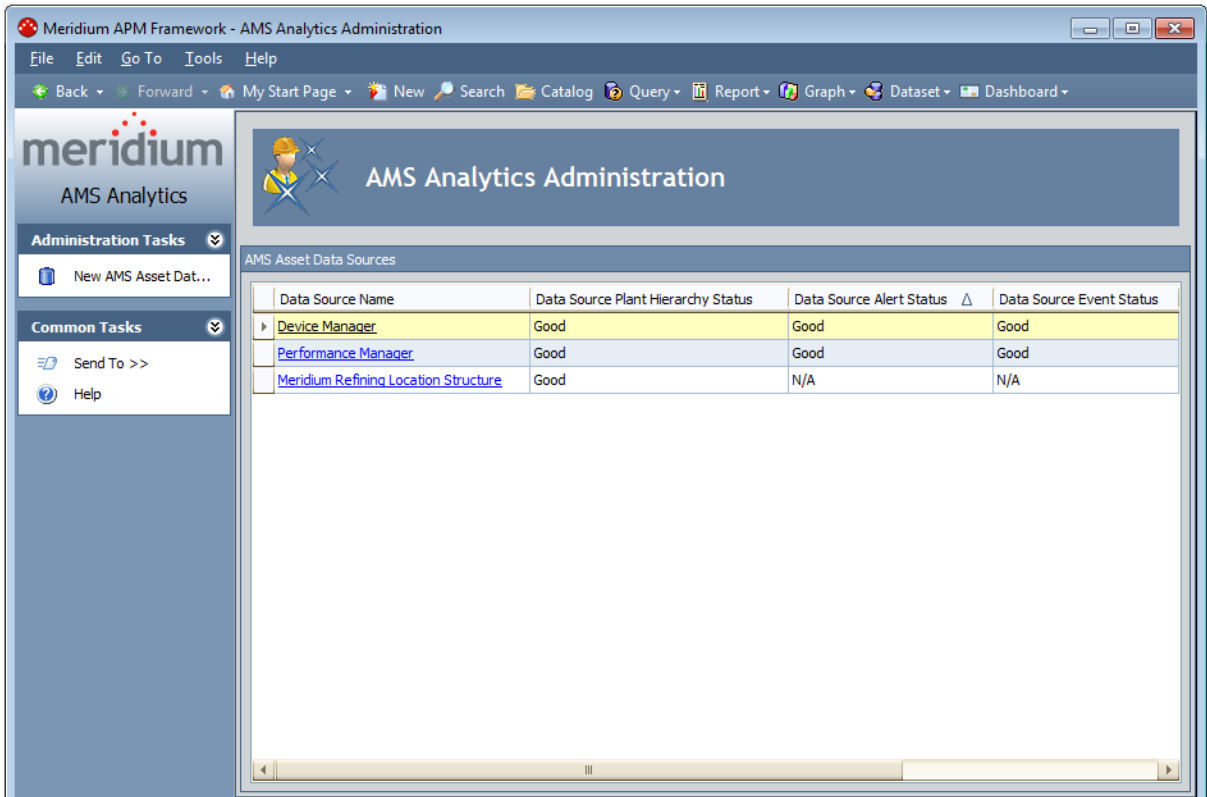 Meridium APM Framework - AMS Analytics Administration
File Edit Go To Tools Help
Back Forward My Start Page New Search Catalog Query Report Graph Dataset Dashboard
meridium
AMS Analytics
AMS Analytics Administration
Administration Tasks
New AMS Asset Dat...
Common Tasks
Send To >>
Help
AMS Asset Data Sources
Data Source Name Data Source Plant Hierarchy Status Data Source Alert Status Data Source Event Status
Device Manager Good Good Good
Performance Manager Good Good Good
Meridium Refining Location Structure Good N/A N/A